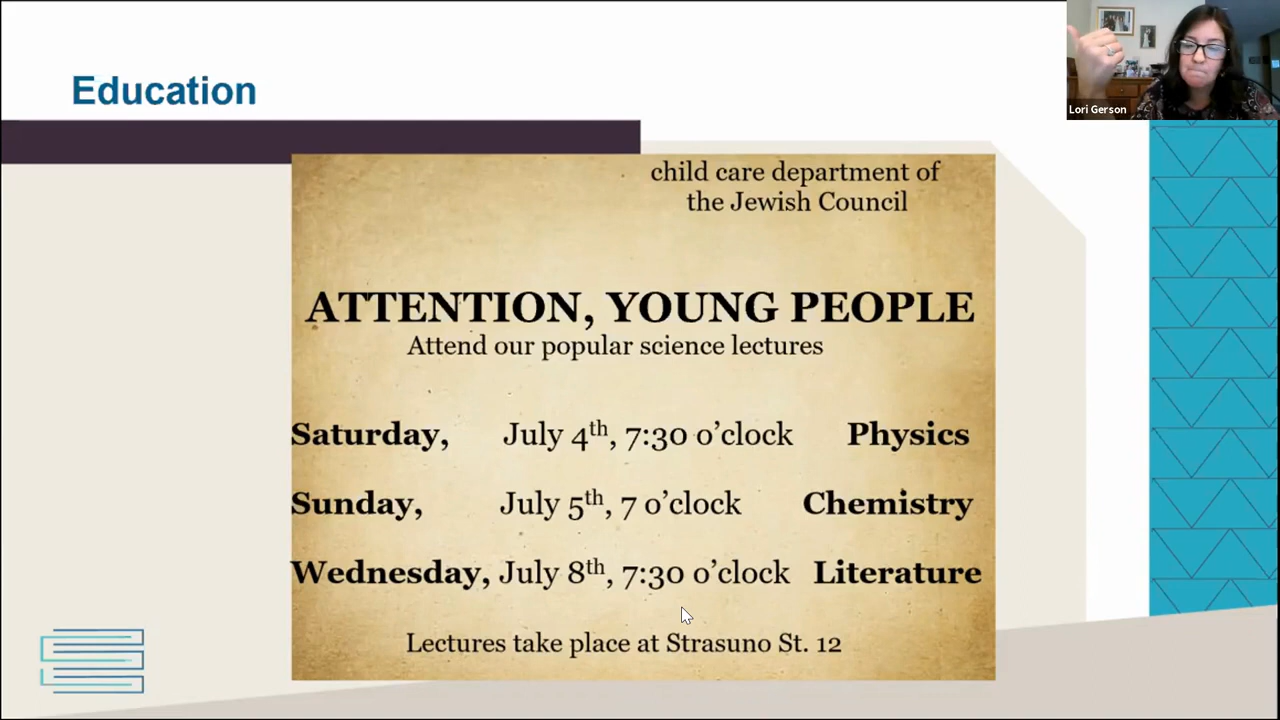 Education
Lori Gerson
child care department of
the Jewish Council
ATTENTION, YOUNG PEOPLE
Attend our popular science lectures
Saturday, July 4th, 7:30 o’clock Physics
Sunday, July 5th, 7 o’clock Chemistry
Wednesday, July 8th, 7:30 o’clock Literature
Lectures take place at Strasuno St. 12